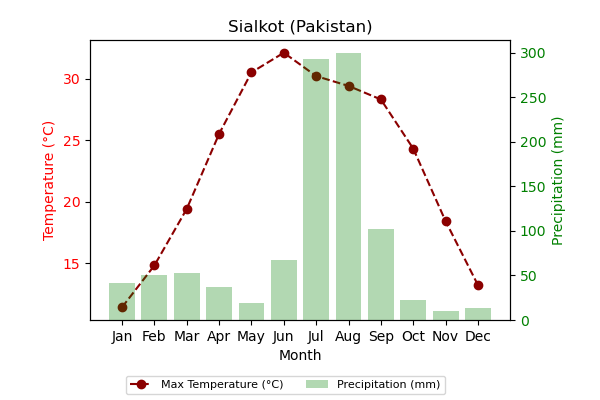 Sialkot (Pakistan)
Temperature (°C)
30
25
20
15
300
250
200
150
100
50
0
Precipitation (mm)
Jan Feb Mar Apr May Jun Jul Aug Sep Oct Nov Dec
Month
Max Temperature (°C) Precipitation (mm)